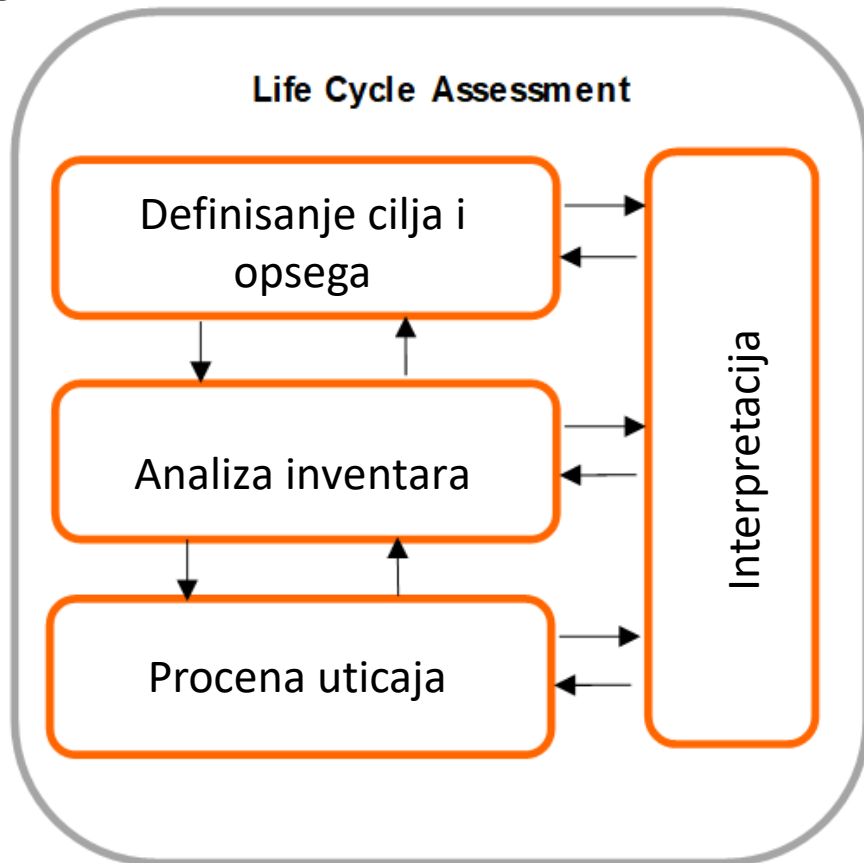 Life Cycle Assessment
Definisanje cilja i
opsega
Analiza inventara
Procena uticaja
Interpretacija